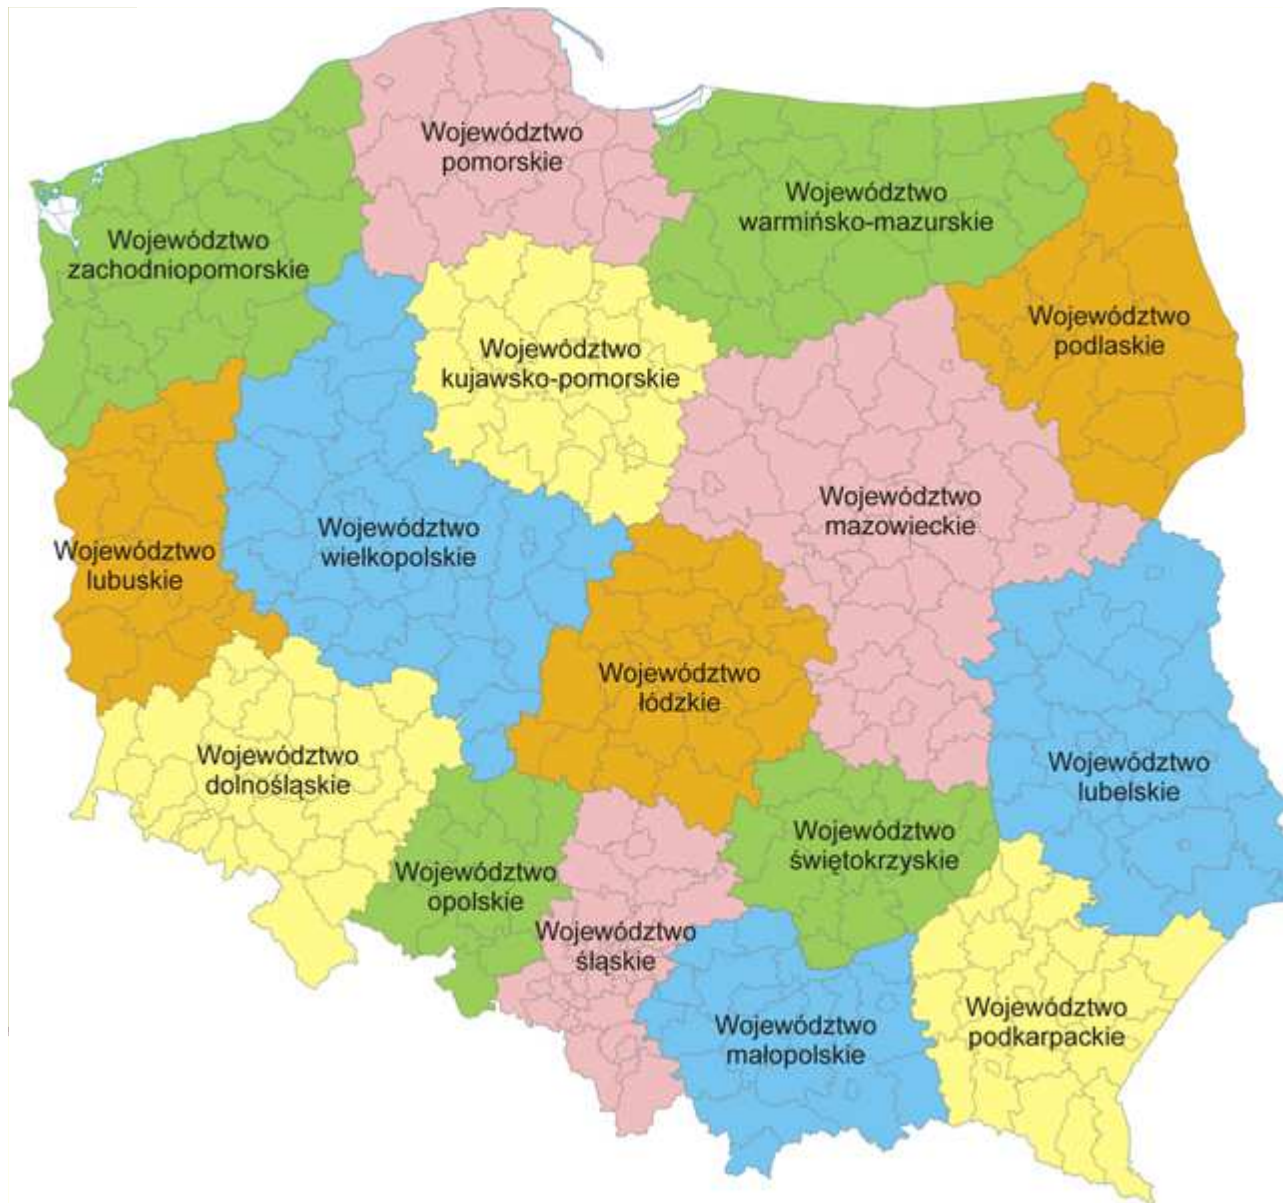 Województwo
pomorskie
Województwo
warmińsko-mazurskie
Województwo
zachodniopomorskie
Województwo
podlaskie
Województwo
kujawsko-pomorskie
Województwo
mazowieckie
Województwo
wielkopolskie
Województwo
lubuskie
Województwo
łódzkie
Województwo
dolnośląskie
Województwo
lubelskie
Województwo
świętokrzyskie
Województwo
opolskie
Województwo
śląskie
Województwo
podkarpackie
Województwo
małopolskie